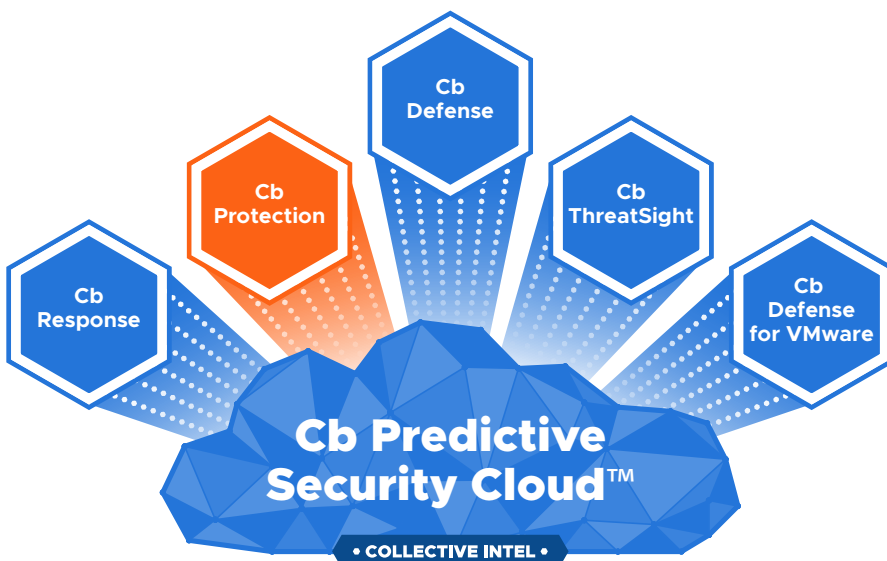 Cb
Defense
Cb
Protection
Cb
ThreatSight
Cb
Response
Cb
Defense
for VMware
Cb Predictive
Security Cloud™
• COLLECTIVE INTEL •